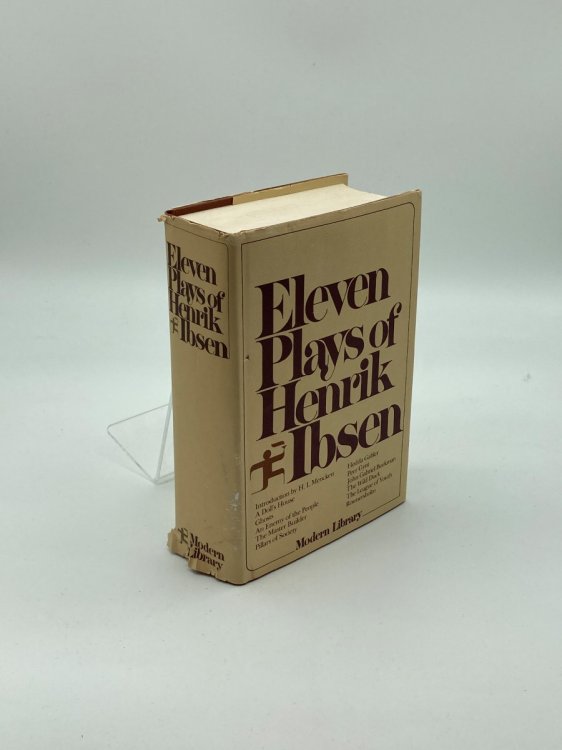 Eleven
Plays of
Henrik
Ibsen
Modern
Library
Eleven
Plays of
Henrik
Ibsen
Introduction by H. L. Mencken
A Doll's House
Ghosts
An Enemy of the People
The Master Builder
Pillars of Society
Hedda Gabler
Peer Gynt
John Gabriel Borkman
The Wild Duck
The League of Youth
Rosmersholm
Modern Library